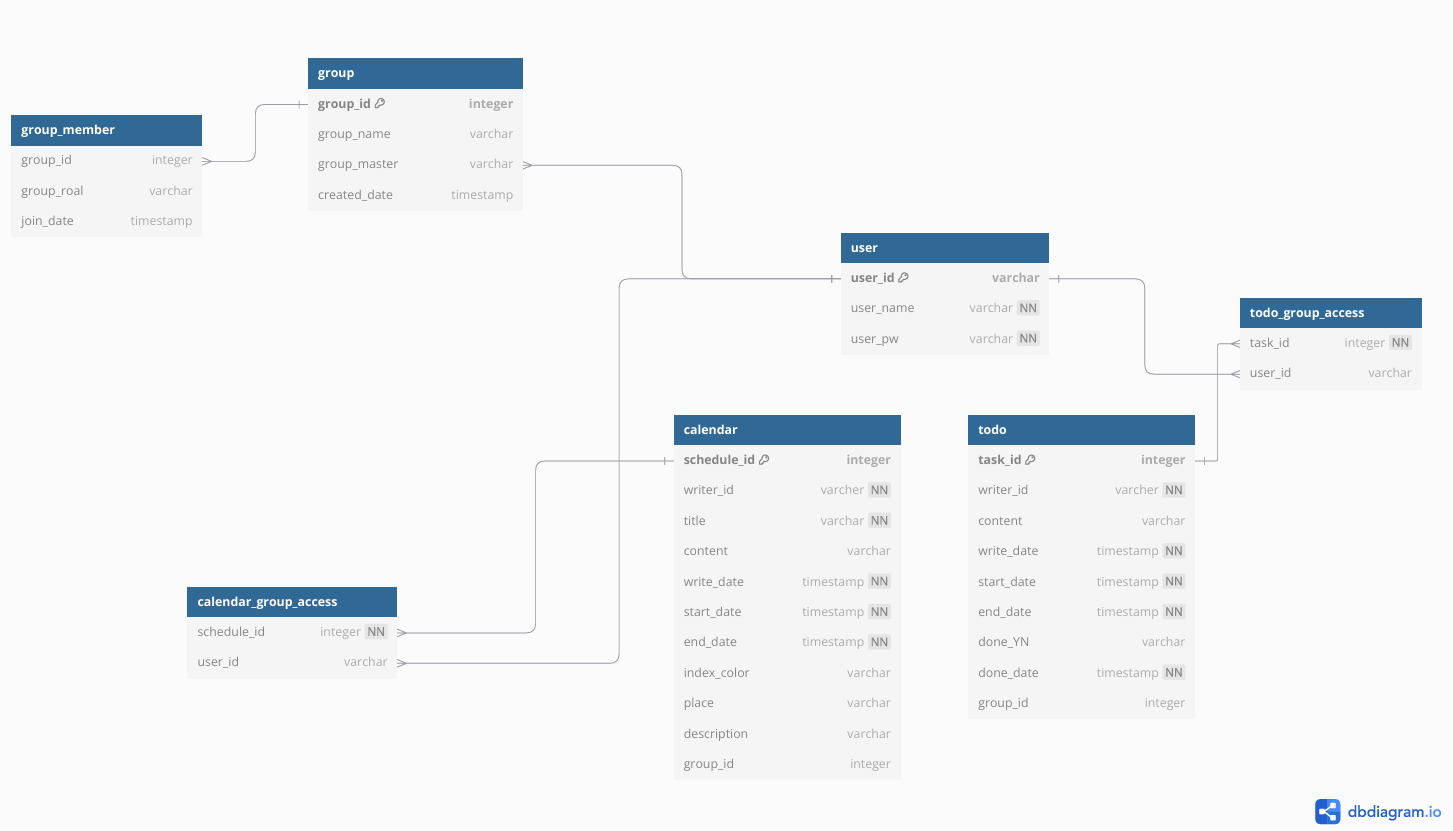 group
group_id integer
group_name varchar
group_master varchar
created_date timestamp
group_member
group_id integer
group_roal varchar
join_date timestamp
user
user_id varchar
user_name varchar NN
user_pw varchar NN
todo_group_access
task_id integer NN
user_id varchar
calendar
schedule_id integer
writer_id varcher NN
title varchar NN
content varchar
write_date timestamp NN
start_date timestamp NN
end_date timestamp NN
index_color varchar
place varchar
description varchar
group_id integer
todo
task_id integer
writer_id varcher NN
content varchar
write_date timestamp NN
start_date timestamp NN
end_date timestamp NN
done_YN varchar
done_date timestamp NN
group_id integer
calendar_group_access
schedule_id integer NN
user_id varchar
dbdiagram.io